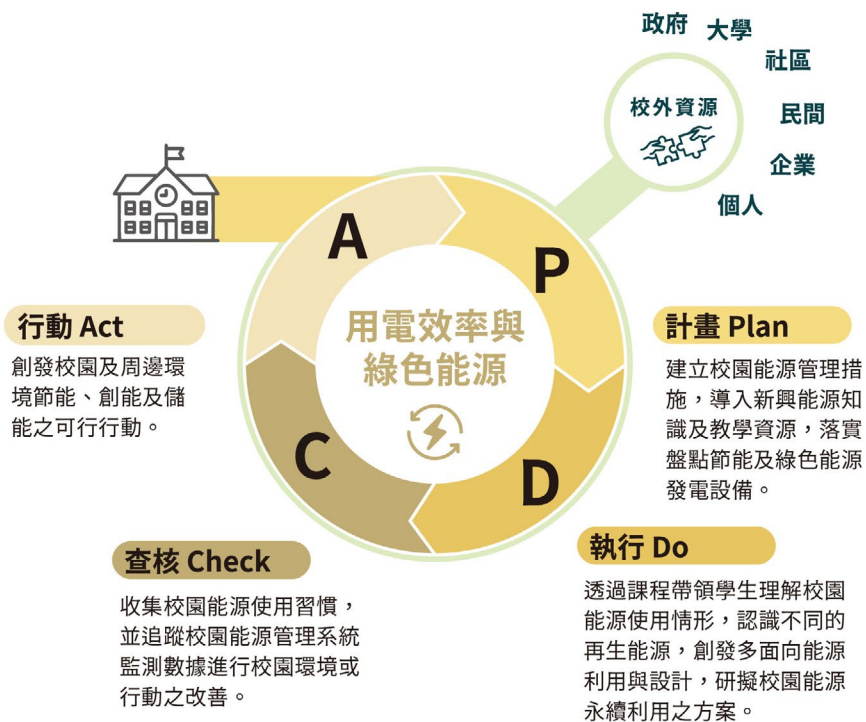 政府
大學
社區
校外資源
民間
企業
個人
A
P
用電效率與
綠色能源
行動 Act
創發校園及周邊環
境節能、創能及儲
能之可行行動。
計畫 Plan
建立校園能源管理措
施，導入新興能源知
識及教學資源，落實
盤點節能及綠色能源
發電設備。
C
D
查核 Check
收集校園能源使用習慣，
並追蹤校園能源管理系統
監測數據進行校園環境或
行動之改善。
執行 Do
透過課程帶領學生理解校園
能源使用情形，認識不同的
再生能源，創發多面向能源
利用與設計，研擬校園能源
永續利用之方案。